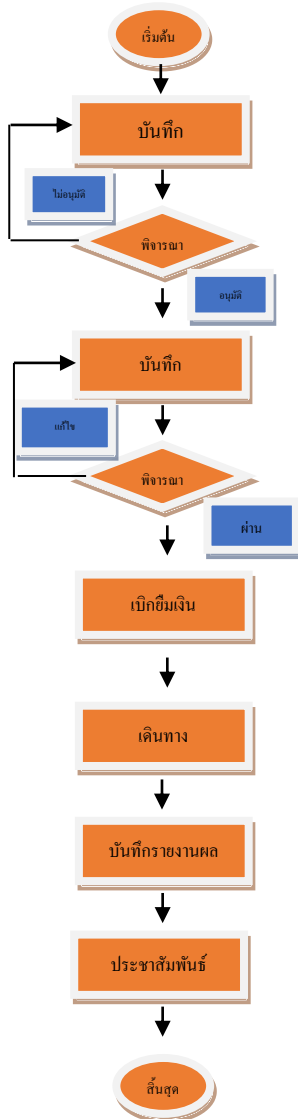 เริ่มต้น
บันทึก
ไม่อนุมัติ
พิจารณา
อนุมัติ
บันทึก
แก้ไข
พิจารณา
ผ่าน
เบิกยืมเงิน
เดินทาง
บันทึกรายงานผล
ประชาสัมพันธ์
สิ้นสุด